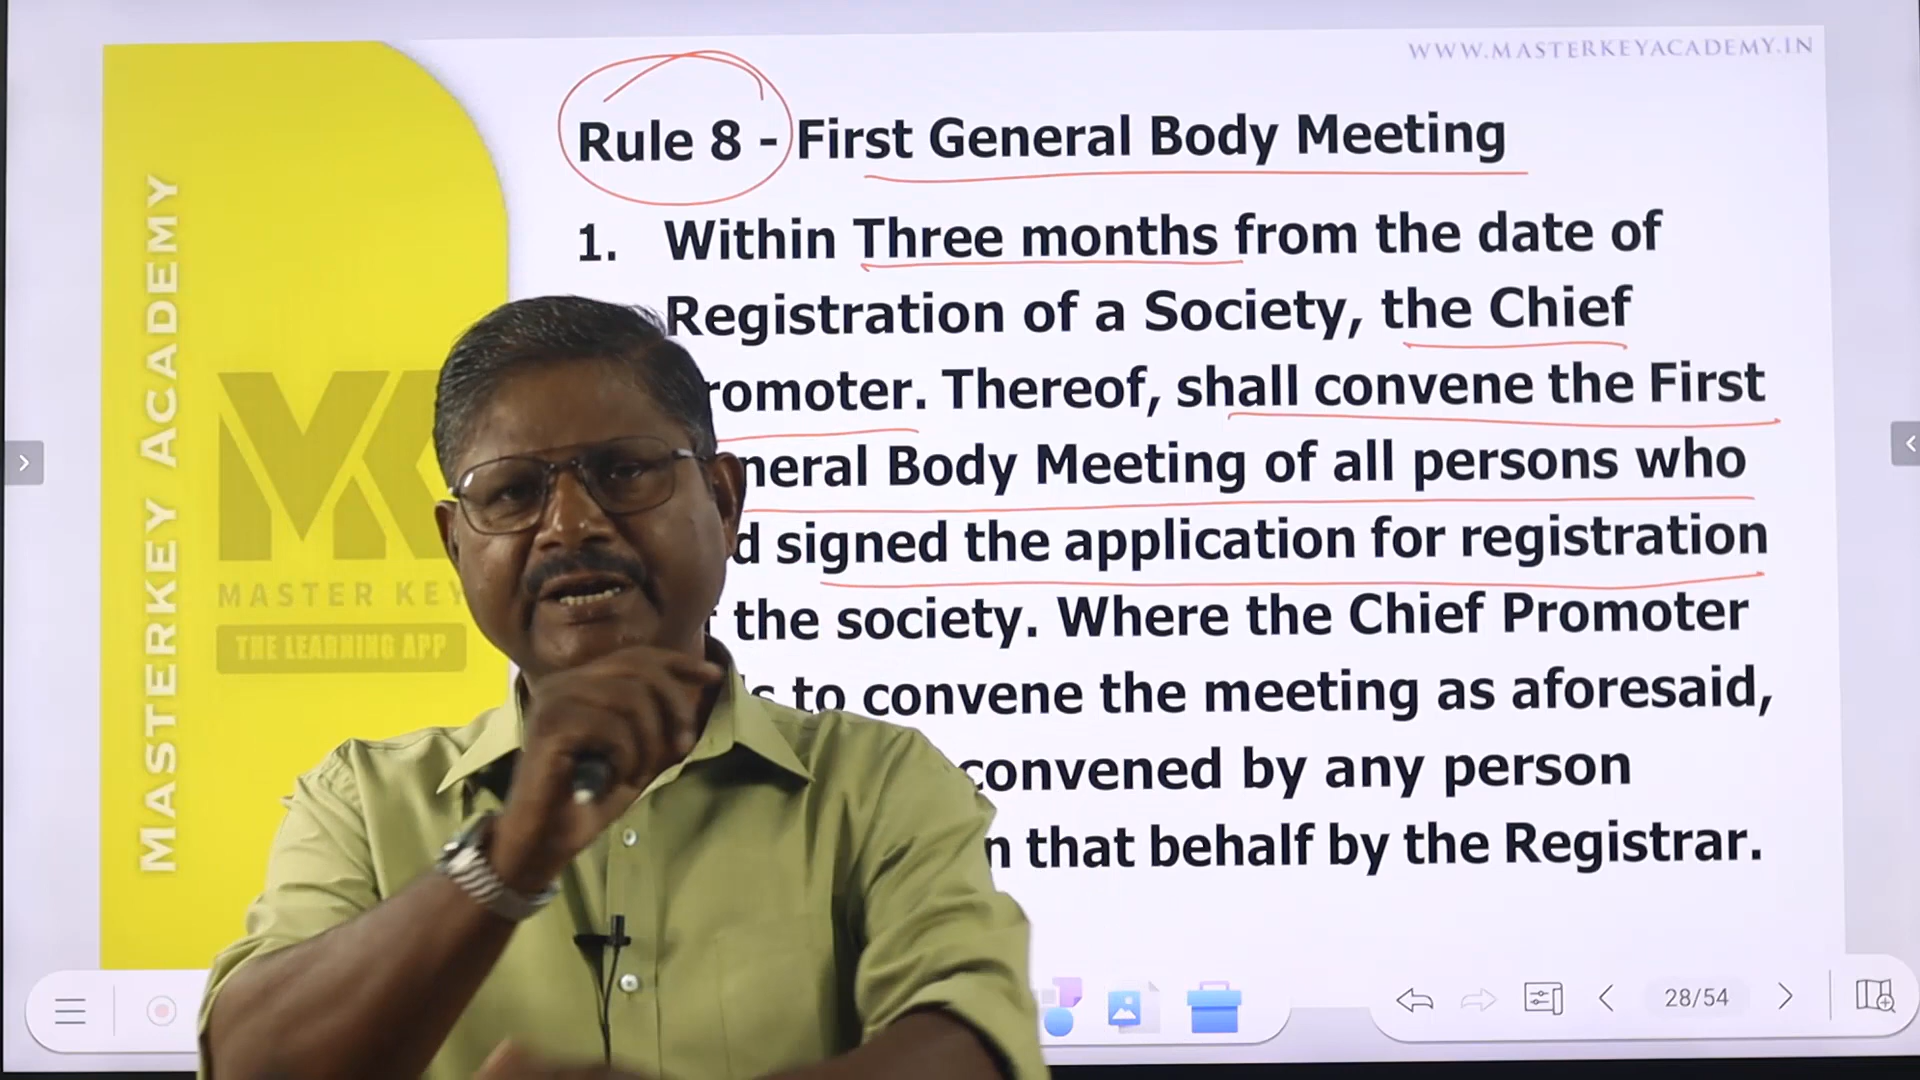 WWW.MASTERKEYACADEMY.IN
Rule 8 - First General Body Meeting
1. Within Three months from the date of
Registration of a Society, the Chief
romoter. Thereof, shall convene the First
neral Body Meeting of all persons who
d signed the application for registration
the society. Where the Chief Promoter
s to convene the meeting as aforesaid,
convened by any person
n that behalf by the Registrar.
MASTERKEY ACADEMY
MK
MASTER KEY
THE LEARNING APP
28/54